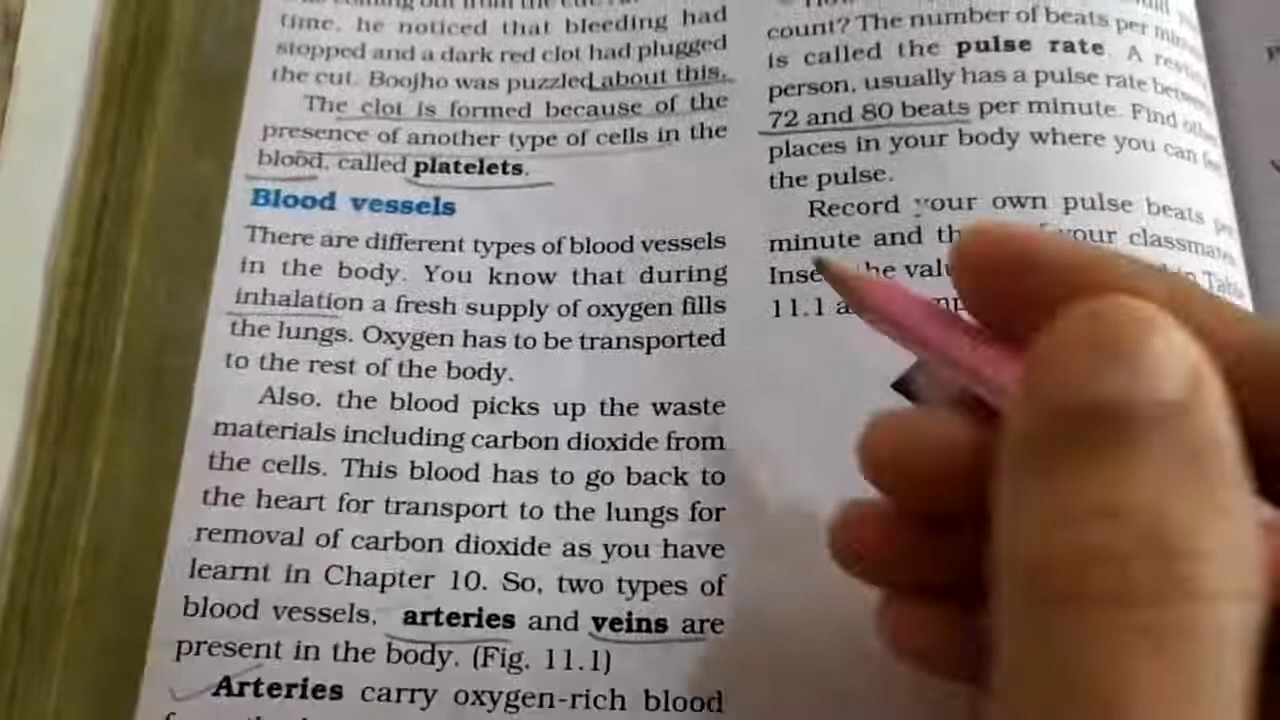 time, he noticed that bleeding had
stopped and a dark red clot had plugged
the cut. Boojho was puzzled about this.
The clot is formed because of the
presence of another type of cells in the
blood, called platelets.
Blood vessels
There are different types of blood vessels
in the body. You know that during
inhalation a fresh supply of oxygen fills
the lungs. Oxygen has to be transported
to the rest of the body.
Also, the blood picks up the waste
materials including carbon dioxide from
the cells. This blood has to go back to
the heart for transport to the lungs for
removal of carbon dioxide as you have
learnt in Chapter 10. So, two types of
blood vessels, arteries and veins are
present in the body. (Fig. 11.1)
Arteries carry oxygen-rich blood
count? The number of beats per
is called the pulse rate. A
person, usually has a pulse rate
72 and 80 beats per minute. Find
places in your body where you can
the pulse.
Record your own pulse beats per
minute and your
11.1